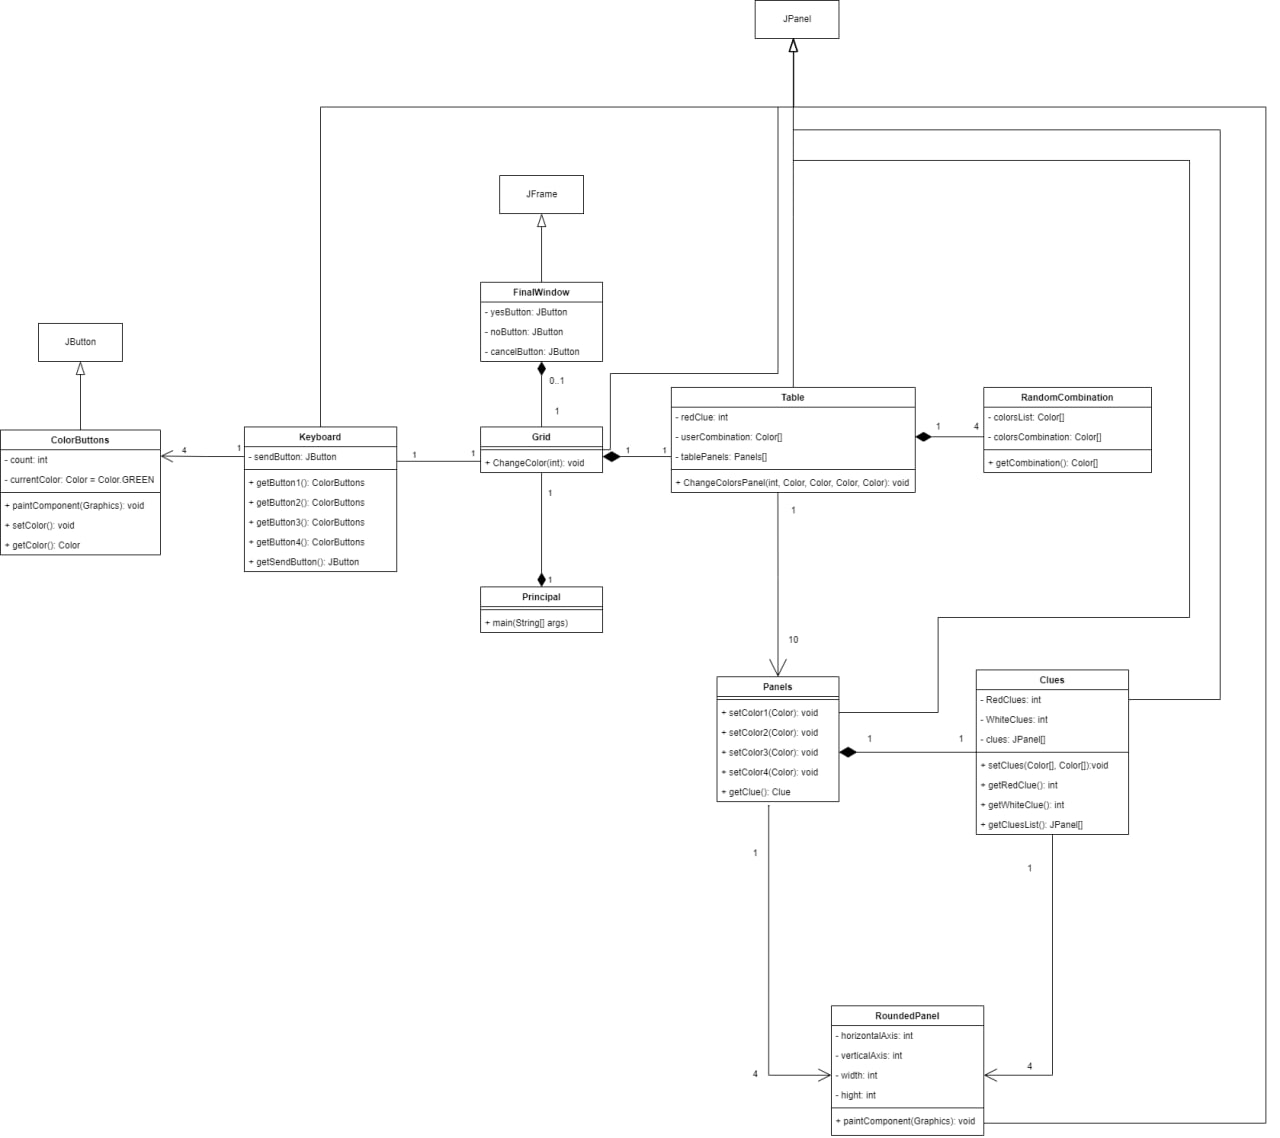 JPanel
JFrame
FinalWindow
- yesButton: JButton
- noButton: JButton
- cancelButton: JButton
0..1
1
JButton
ColorButtons
- count: int
- currentColor: Color = Color.GREEN
+ paintComponent(Graphics): void
+ setColor(): void
+ getColor(): Color
4
1
Keyboard
- sendButton: JButton
+ getButton1(): ColorButtons
+ getButton2(): ColorButtons
+ getButton3(): ColorButtons
+ getButton4(): ColorButtons
+ getSendButton(): JButton
1
1
Grid
+ ChangeColor(int): void
1
1
1
1
Principal
+ main(String[] args)
Table
- redClue: int
- userCombination: Color[]
- tablePanels: Panels[]
+ ChangeColorsPanel(int, Color, Color, Color, Color): void
1
4
RandomCombination
- colorsList: Color[]
- colorsCombination: Color[]
+ getCombination(): Color[]
1
10
Panels
+ setColor1(Color): void
+ setColor2(Color): void
+ setColor3(Color): void
+ setColor4(Color): void
+ getClue(): Clue
1
1
Clues
- RedClues: int
- WhiteClues: int
- clues: JPanel[]
+ setClues(Color[], Color[]):void
+ getRedClue(): int
+ getWhiteClue(): int
+ getCluesList(): JPanel[]
1
1
4
4
RoundedPanel
- horizontalAxis: int
- verticalAxis: int
- width: int
- hight: int
+ paintComponent(Graphics): void